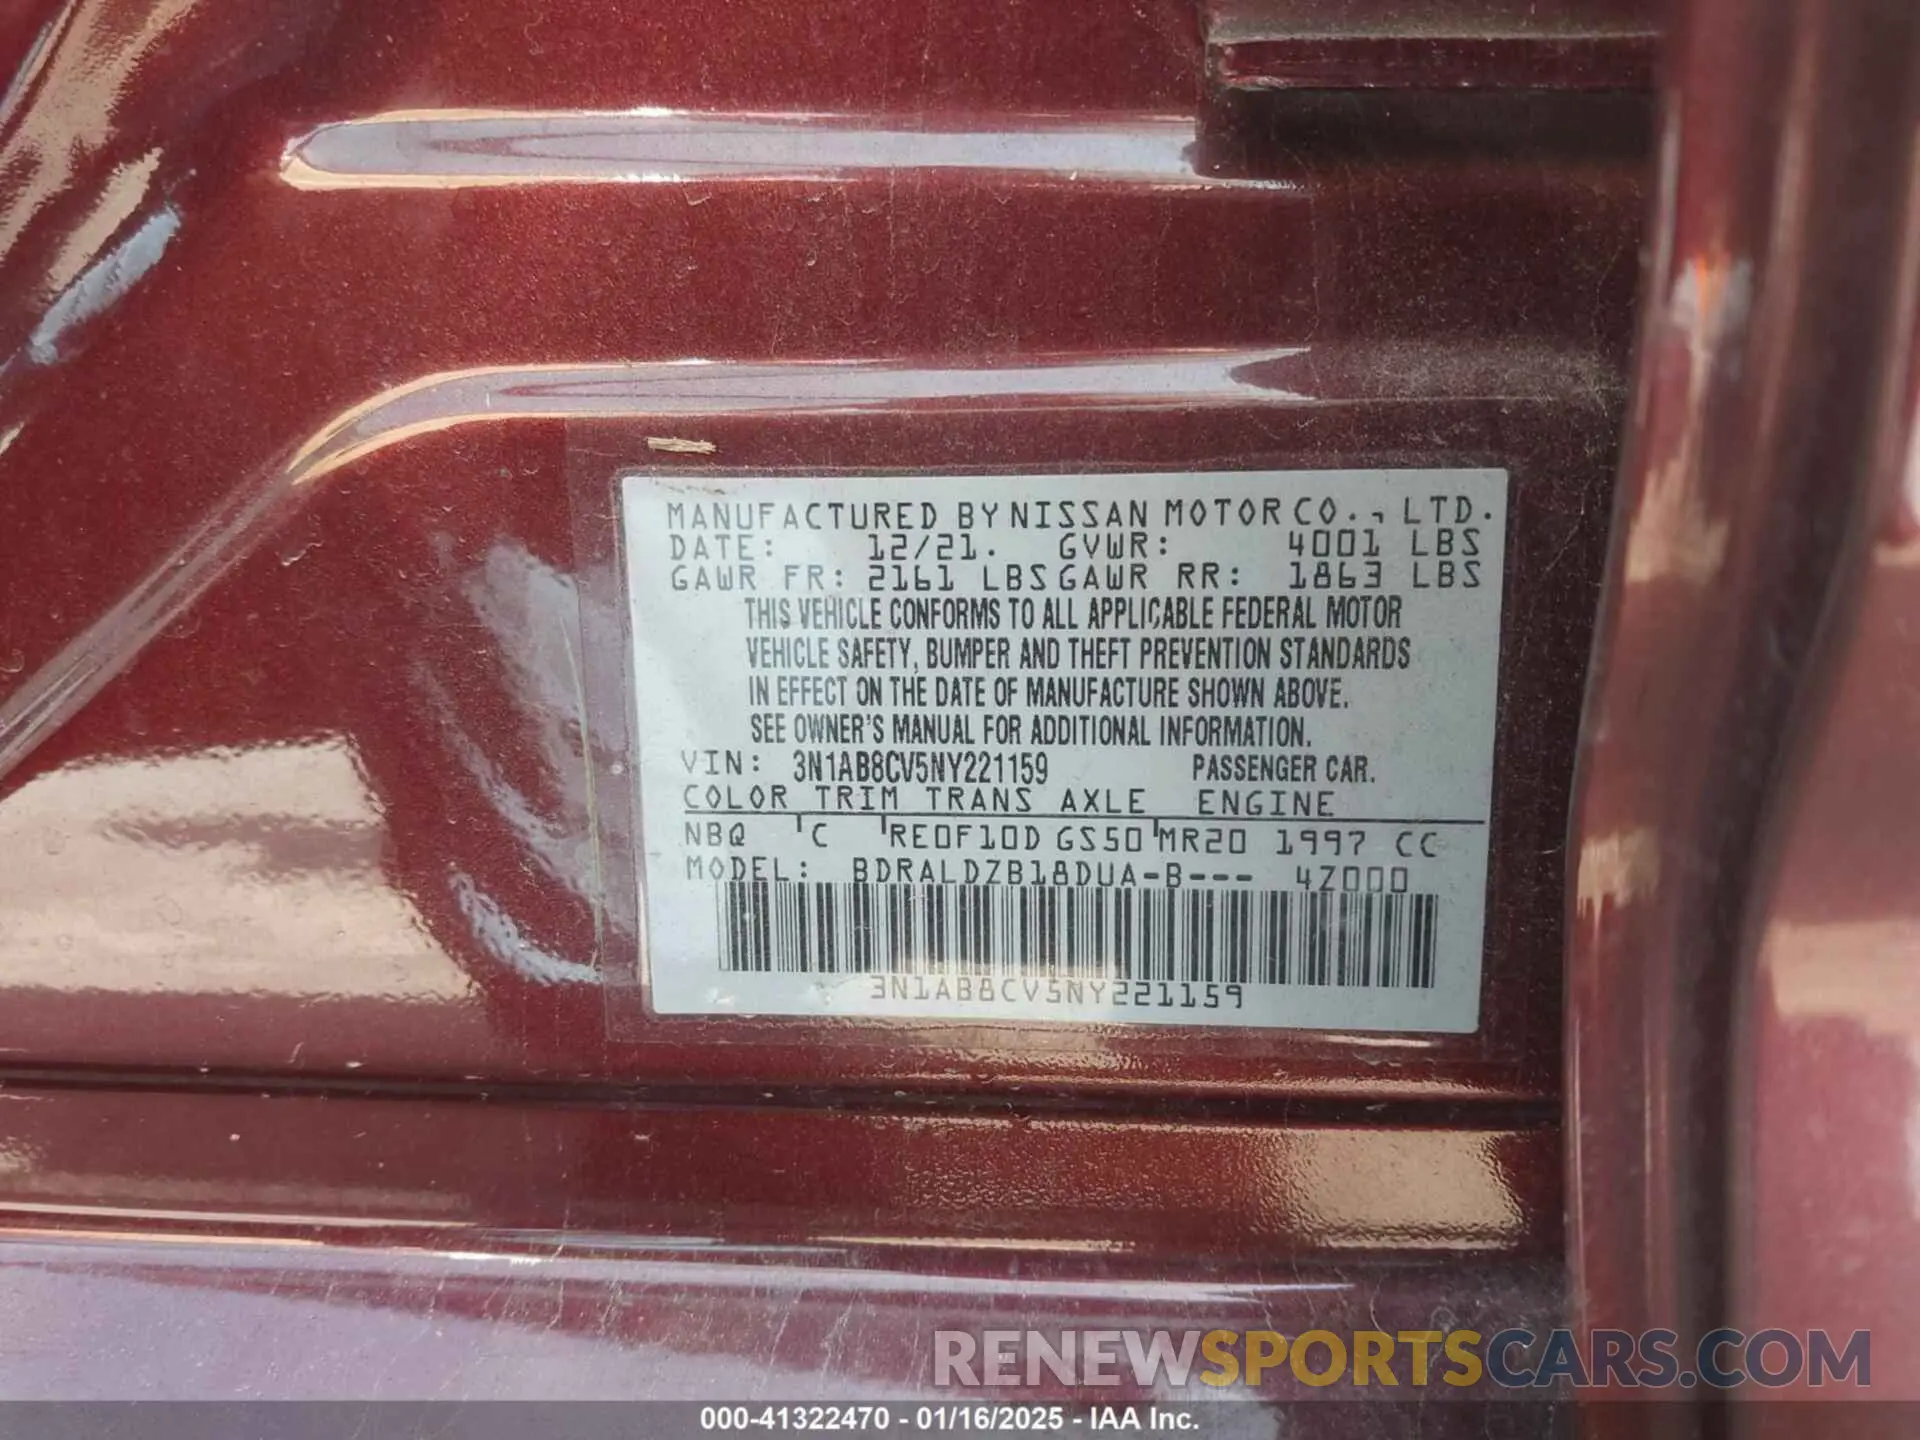 MANUFACTURED BY NISSAN MOTOR CO., LTD.
DATE: 12/21. GVWR: 4001 LBS
GAWR FR: 2161 LBS GAWR RR: 1863 LBS
THIS VEHICLE CONFORMS TO ALL APPLICABLE FEDERAL MOTOR
VEHICLE SAFETY, BUMPER AND THEFT PREVENTION STANDARDS
IN EFFECT ON THE DATE OF MANUFACTURE SHOWN ABOVE.
SEE OWNER'S MANUAL FOR ADDITIONAL INFORMATION.
VIN: 3N1AB8CV5NY221159 PASSENGER CAR.
COLOR TRIM TRANS AXLE ENGINE
NBQ C RE0F10D GS50 MR20 1997 CC
MODEL: BDRALDZB18DUA-B--- 4Z000
3N1AB8CV5NY221159
RENEWSPORTSCARS.COM
000-41322470 - 01/16/2025 - IAA Inc.